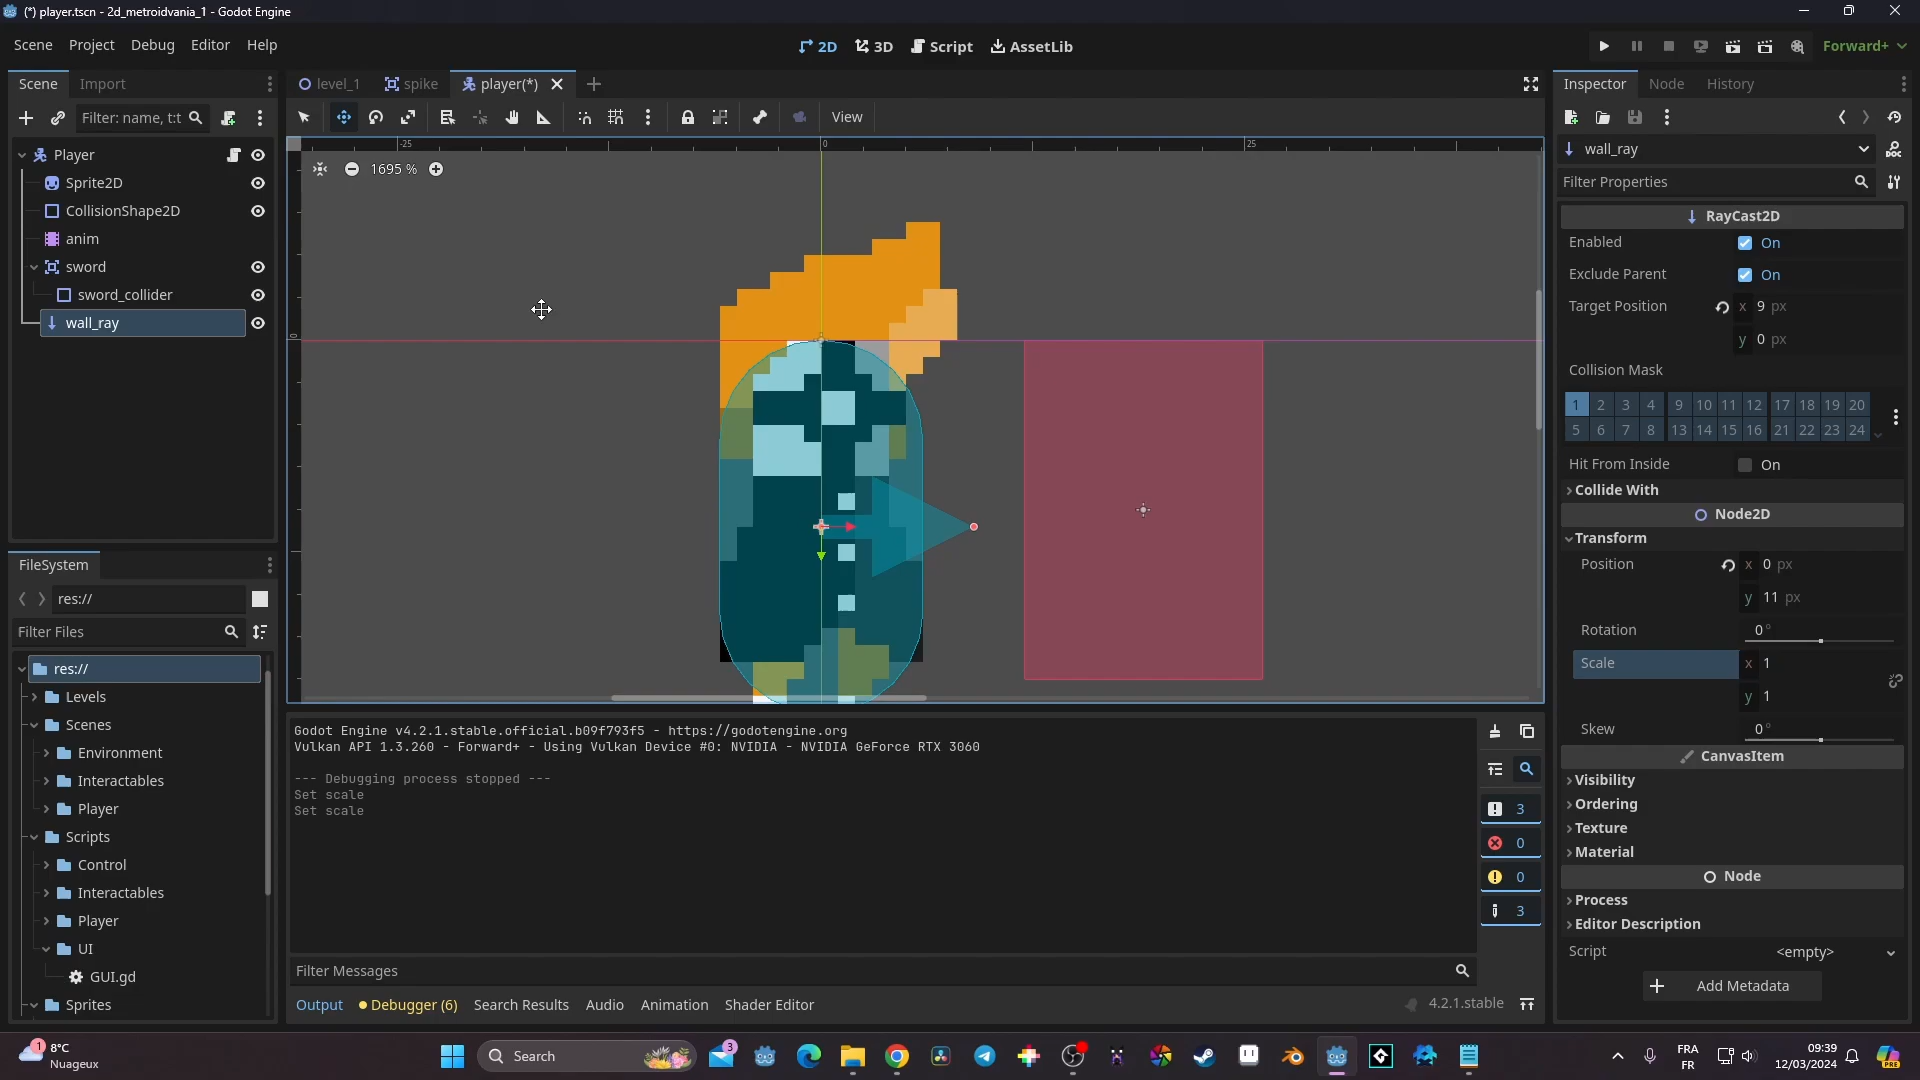 (*) player.tscn - 2d_metroidvania_1 - Godot Engine
Scene Project Debug Editor Help
2D 3D Script AssetLib
Forward+
Scene Import
level_1 spike player(*)
Inspector Node History
Filter: name, t:t
View
wall_ray
Filter Properties
Player
Sprite2D
CollisionShape2D
anim
sword
sword_collider
wall_ray
-25 0 25
0
1695 %
RayCast2D
Enabled On
Exclude Parent On
Target Position x 9 px
y 0 px
Collision Mask
1 2 3 4 9 10 11 12 17 18 19 20
5 6 7 8 13 14 15 16 21 22 23 24
Hit From Inside On
Collide With
Node2D
Transform
Position x 0 px
y 11 px
Rotation 0 °
Scale x 1
y 1
Skew 0 °
CanvasItem
Visibility
Ordering
Texture
Material
Node
Process
Editor Description
Script <empty>
Add Metadata
FileSystem
res://
Filter Files
res://
Levels
Scenes
Environment
Interactables
Player
Scripts
Control
Interactables
Player
UI
GUI.gd
Sprites
Godot Engine v4.2.1.stable.official.b09f793f5 - https://godotengine.org
Vulkan API 1.3.260 - Forward+ - Using Vulkan Device #0: NVIDIA - NVIDIA GeForce RTX 3060
--- Debugging process stopped ---
Set scale
Set scale
3
0
0
3
Filter Messages
Output Debugger (6) Search Results Audio Animation Shader Editor
4.2.1.stable
1
8°C
Nuageux
Search
3
FRA
FR
09:39
12/03/2024
PRE